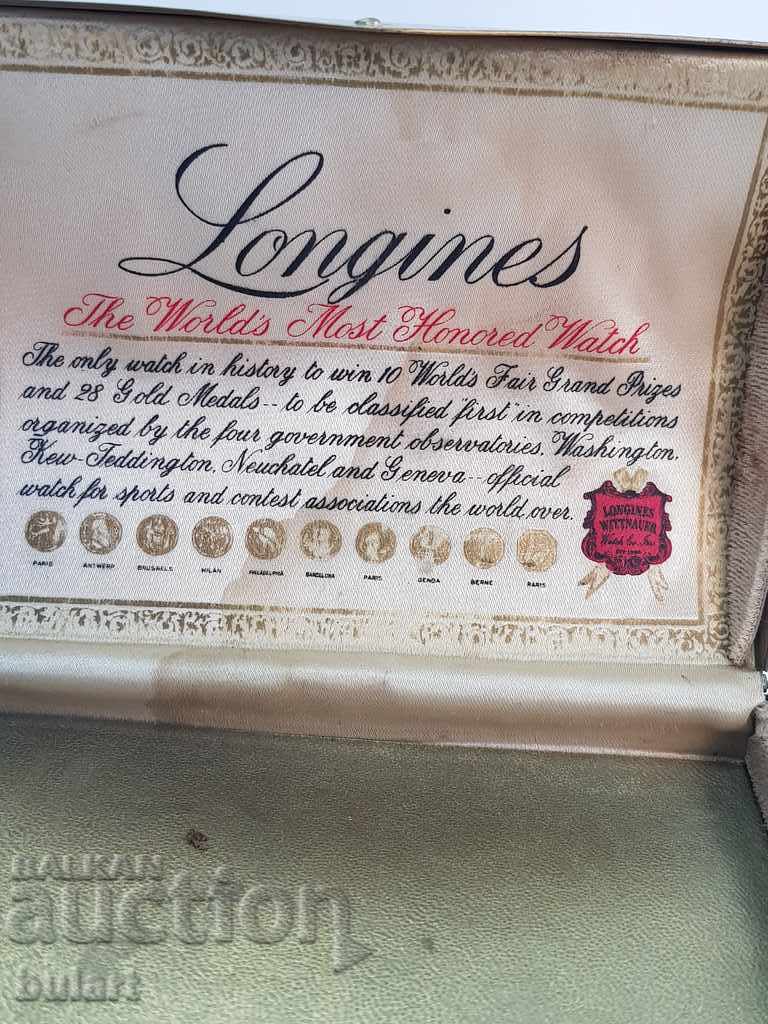 Longines
The World's Most Honored Watch
The only watch in history to win 10 World's Fair Grand Prizes
and 28 Gold Medals -- to be classified "first" in competitions
organized by the four government observatories, Washington,
Kew-Teddington, Neuchatel and Geneva -- official
watch for sports and contest associations the world over.
LONGINES
WITTNAUER
Watch Co. Inc.
PARIS ANTWERP BRUSSELS MILAN PHILADELPHIA BARCELONA PARIS GENOA BERNE PARIS
BALKAN
auction
bulart